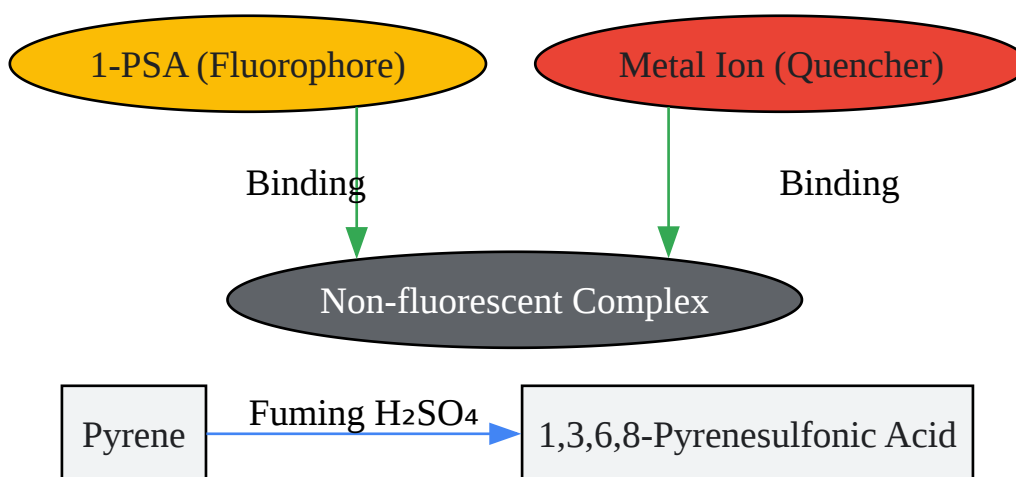 1-PSA (Fluorophore)
Metal Ion (Quencher)
Binding
Binding
Non-fluorescent Complex
Pyrene
Fuming H₂SO₄
1,3,6,8-Pyrenesulfonic Acid